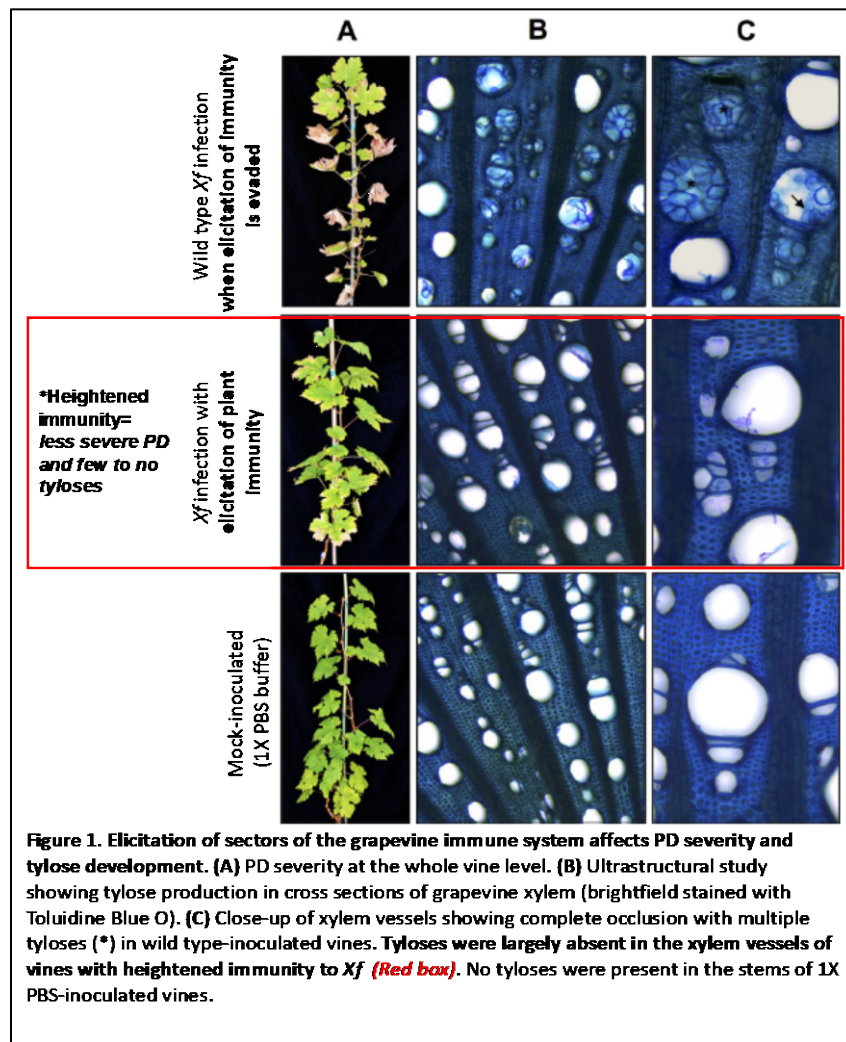 A
B
C
Wild type Xf infection
when elicitation of Immunity
is evaded
*
*
*Heightened
immunity=
less severe PD
and few to no
tyloses
Xf infection with
elicitation of plant
immunity
Mock-inoculated
(1X PBS buffer)
Figure 1. Elicitation of sectors of the grapevine immune system affects PD severity and
tylose development. (A) PD severity at the whole vine level. (B) Ultrastructural study
showing tylose production in cross sections of grapevine xylem (brightfield stained with
Toluidine Blue O). (C) Close-up of xylem vessels showing complete occlusion with multiple
tyloses (*) in wild type-inoculated vines. Tyloses were largely absent in the xylem vessels of
vines with heightened immunity to Xf (Red box). No tyloses were present in the stems of 1X
PBS-inoculated vines.